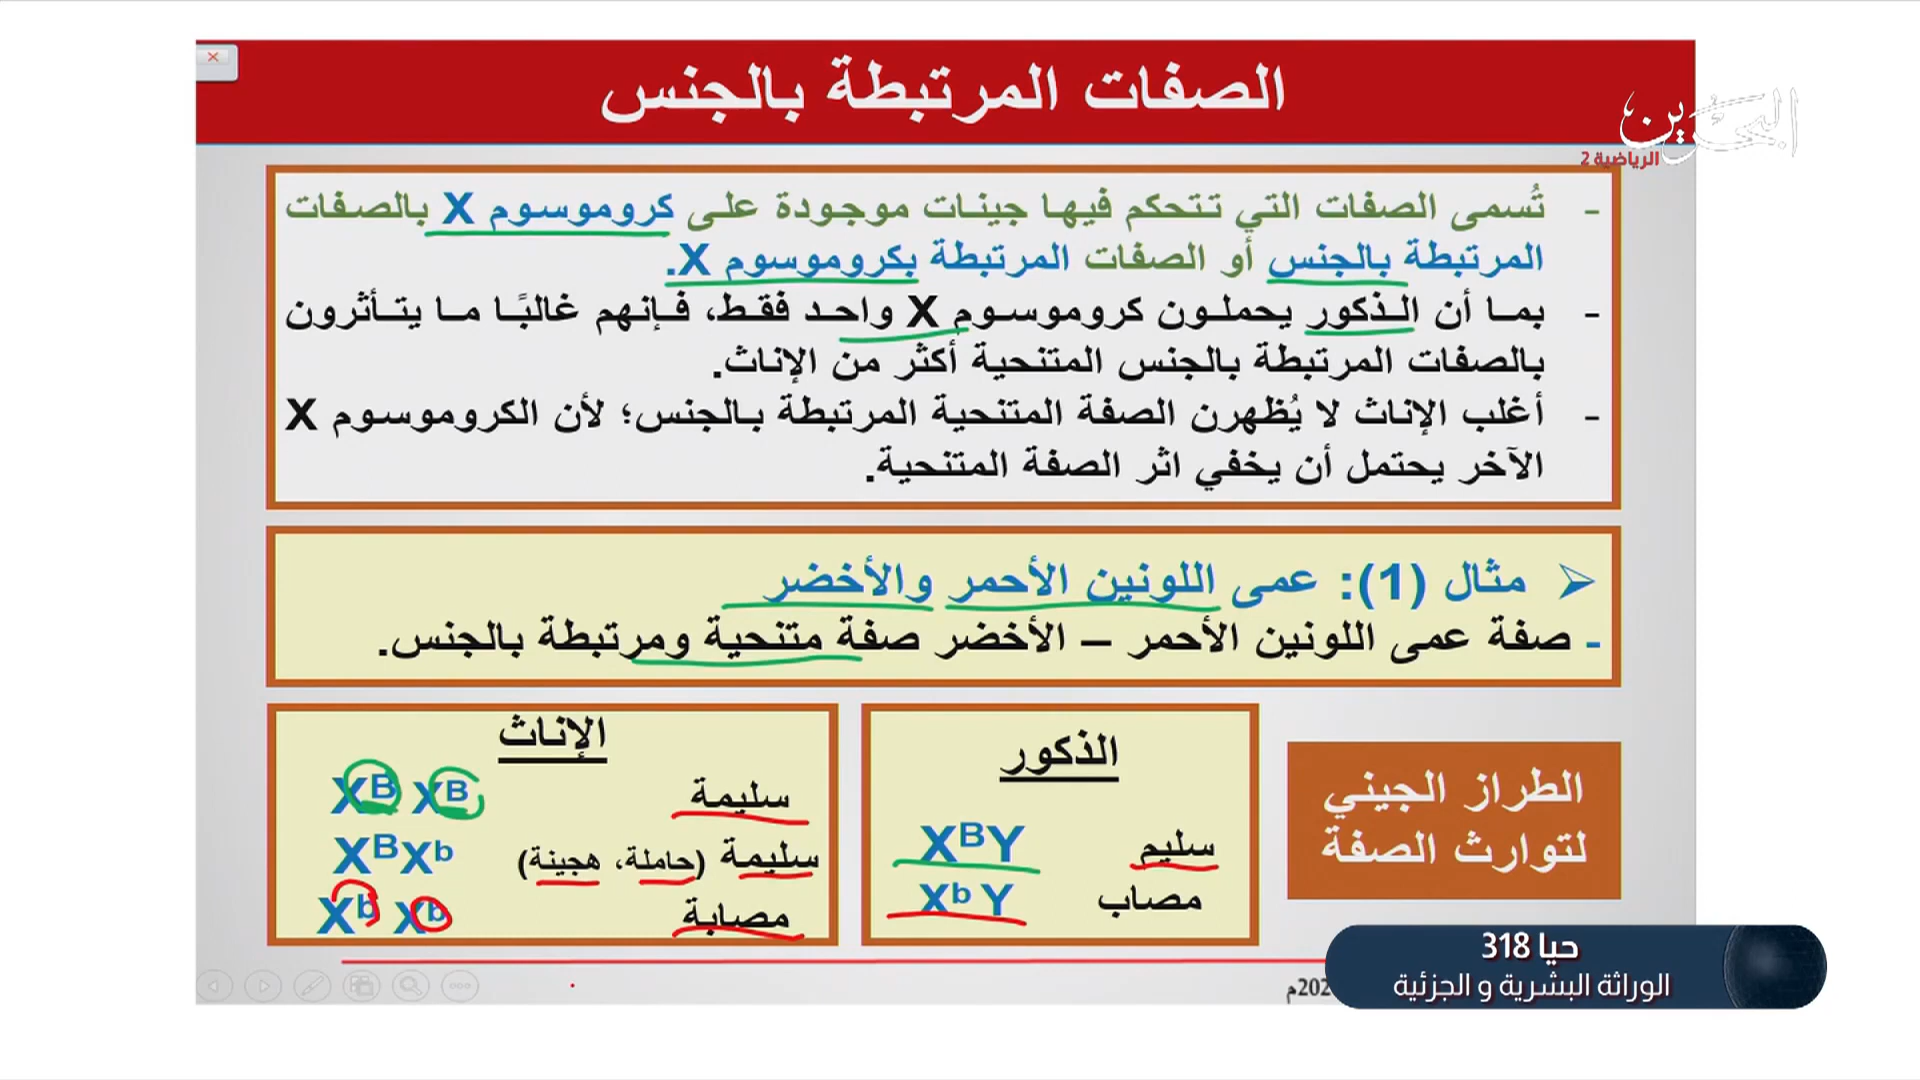 الصفات المرتبطة بالجنس
البحرين
الرياضية 2
- تُسمى الصفات التي تتحكم فيها جينات موجودة على كروموسوم X بالصفات
المرتبطة بالجنس أو الصفات المرتبطة بكروموسوم X.
- بما أن الذكور يحملون كروموسوم X واحد فقط، فإنهم غالبًا ما يتأثرون
بالصفات المرتبطة بالجنس المتنحية أكثر من الإناث.
- أغلب الإناث لا يُظهرن الصفة المتنحية المرتبطة بالجنس؛ لأن الكروموسوم X
الآخر يحتمل أن يخفي اثر الصفة المتنحية.
➢ مثال (1): عمى اللونين الأحمر والأخضر
- صفة عمى اللونين الأحمر – الأخضر صفة متنحية ومرتبطة بالجنس.
الطراز الجيني
لتوارث الصفة
الذكور
سليم XᴮY
مصاب Xᵇ Y
الإناث
سليمة Xᴮ Xᴮ
سليمة (حاملة، هجينة) XᴮXᵇ
مصابة Xᵇ Xᵇ
حيا 318
الوراثة البشرية و الجزئية